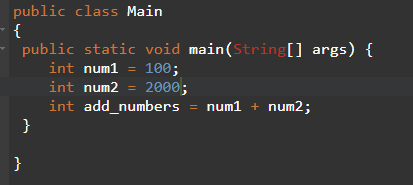 public class Main
{
 public static void main(String[] args) {
    int num1 = 100;
    int num2 = 2000;
    int add_numbers = num1 + num2;
 }

}